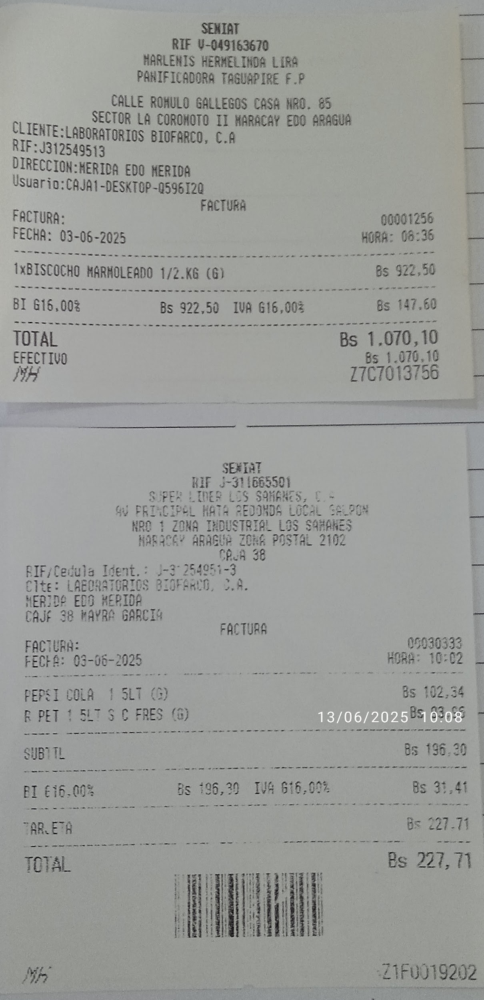 SENIAT
RIF V-049163670
MARLENIS HERMELINDA LIRA
PANIFICADORA TAGUAPIRE F.P
CALLE ROMULO GALLEGOS CASA NRO. 85
SECTOR LA COROMOTO II MARACAY EDO ARAGUA
CLIENTE:LABORATORIOS BIOFARCO, C.A
RIF:J312549513
DIRECCION:MERIDA EDO MERIDA
Usuario:CAJA1-DESKTOP-Q596I2Q
FACTURA
FACTURA: 00001256
FECHA: 03-06-2025 HORA: 08:36
1xBISCOCHO MARMOLEADO 1/2.KG (G) Bs 922,50
BI G16,00% Bs 922,50 IVA G16,00% Bs 147,60
TOTAL Bs 1.070,10
EFECTIVO Bs 1.070,10
MH Z7C7013756
SENIAT
RIF J-311665501
SUPER LIDER LOS SAMANES, C.A
AV PRINCIPAL MATA REDONDA LOCAL GALPON
NRO 1 ZONA INDUSTRIAL LOS SAMANES
MARACAY ARAGUA ZONA POSTAL 2102
CAJA 38
RIF/Cedula Ident.: J-31254951-3
Clte: LABORATORIOS BIOFARCO, C.A.
MERIDA EDO MERIDA
CAJA 38 MAYRA GARCIA
FACTURA
FACTURA: 00030333
FECHA: 03-06-2025 HORA: 10:02
PEPSI COLA 1 5LT (G) Bs 102,34
R PET 1 5LT S C FRES (G) Bs
13/06/2025 10:08
SUBTTL Bs 196,30
BI G16,00% Bs 196,30 IVA G16,00% Bs 31,41
TARJETA Bs 227,71
TOTAL Bs 227,71
MH Z1F0019202